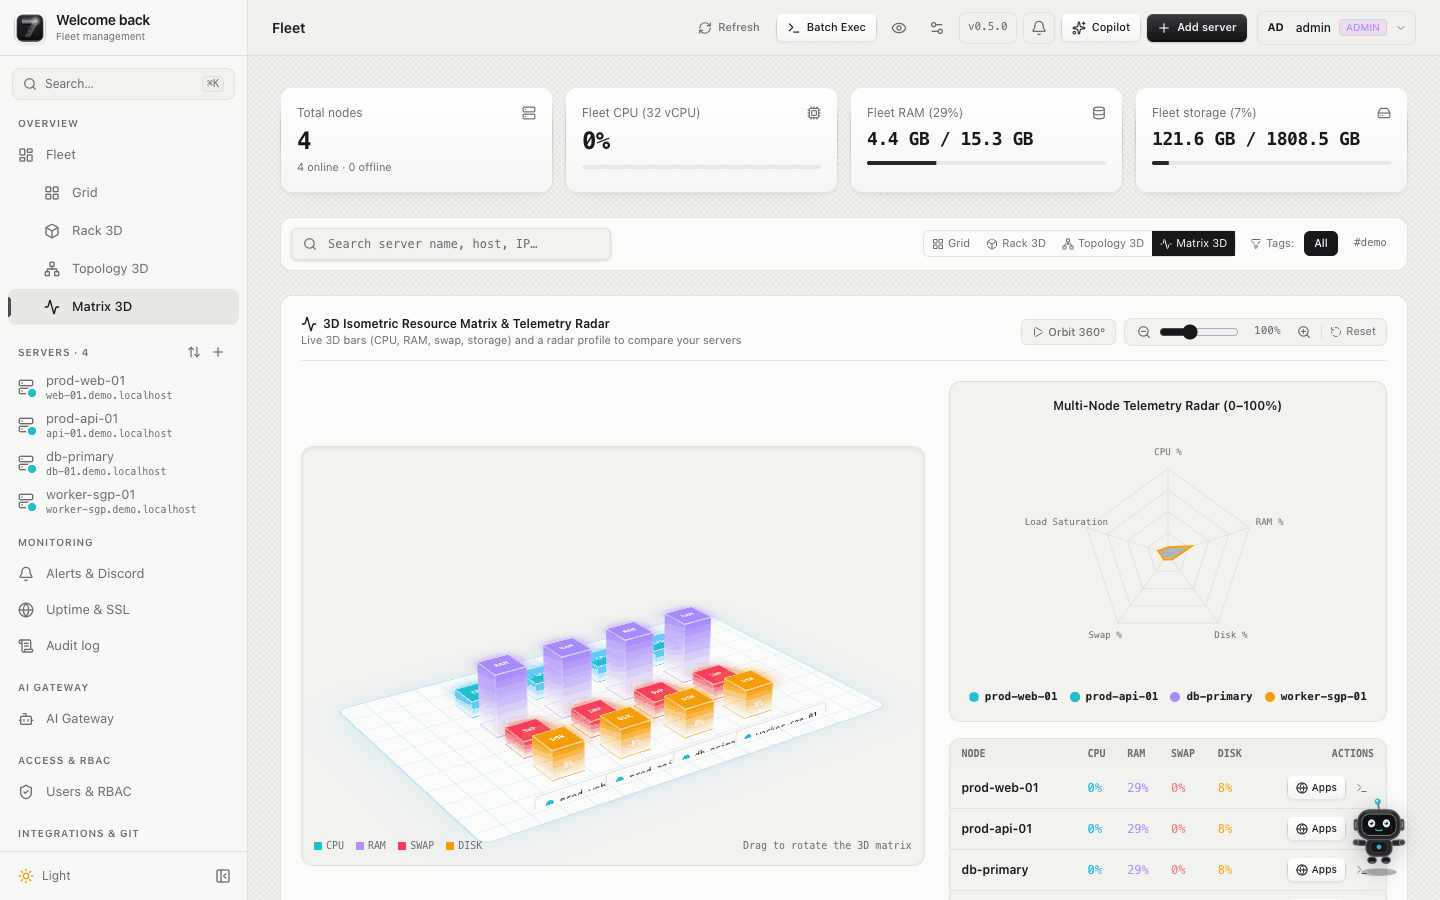 Welcome back
Fleet management
Search...
⌘K
OVERVIEW
Fleet
Grid
Rack 3D
Topology 3D
Matrix 3D
SERVERS · 4
prod-web-01
web-01.demo.localhost
prod-api-01
api-01.demo.localhost
db-primary
db-01.demo.localhost
worker-sgp-01
worker-sgp.demo.localhost
MONITORING
Alerts & Discord
Uptime & SSL
Audit log
AI GATEWAY
AI Gateway
ACCESS & RBAC
Users & RBAC
INTEGRATIONS & GIT
Light
Fleet
Refresh
Batch Exec
v0.5.0
Copilot
Add server
AD admin ADMIN
Total nodes
4
4 online · 0 offline
Fleet CPU (32 vCPU)
0%
Fleet RAM (29%)
4.4 GB / 15.3 GB
Fleet storage (7%)
121.6 GB / 1808.5 GB
Search server name, host, IP…
Grid Rack 3D Topology 3D Matrix 3D
Tags: All #demo
3D Isometric Resource Matrix & Telemetry Radar
Live 3D bars (CPU, RAM, swap, storage) and a radar profile to compare your servers
Orbit 360°
100%
Reset
CPU RAM SWAP DISK
Drag to rotate the 3D matrix
Multi-Node Telemetry Radar (0–100%)
CPU %
Load Saturation
RAM %
Swap %
Disk %
prod-web-01 prod-api-01 db-primary worker-sgp-01
NODE CPU RAM SWAP DISK ACTIONS
prod-web-01 0% 29% 0% 8% Apps
prod-api-01 0% 29% 0% 8% Apps
db-primary 0% 29% 0% 8% Apps